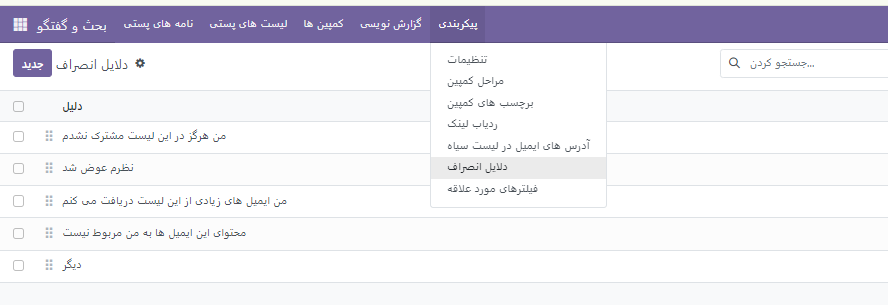 بحث و گفتگو
نامه های پستی
لیست های پستی
کمپین ها
گزارش نویسی
پیکربندی
جدید
دلایل انصراف
جستجو کردن...
تنظیمات
مراحل کمپین
برچسب های کمپین
ردیاب لینک
آدرس های ایمیل در لیست سیاه
دلایل انصراف
فیلترهای مورد علاقه
دلیل
من هرگز در این لیست مشترک نشدم
نظرم عوض شد
من ایمیل های زیادی از این لیست دریافت می کنم
محتوای این ایمیل ها به من مربوط نیست
دیگر